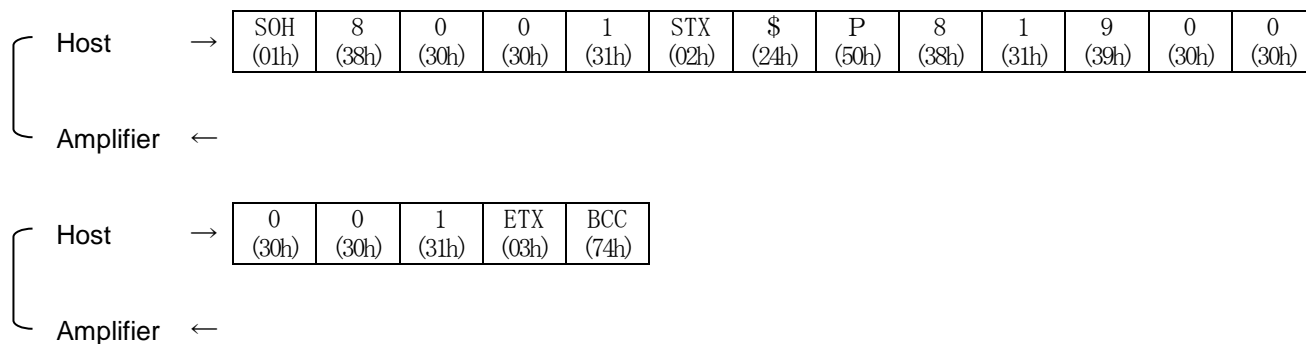 SOH 8 0 0 1 STX $ P 8 1 9 0 0
Host → (01h) (38h) (30h) (30h) (31h) (02h) (24h) (50h) (38h) (31h) (39h) (30h) (30h)
Amplifier ←
0 0 1 ETX BCC
Host → (30h) (30h) (31h) (03h) (74h)
Amplifier ←